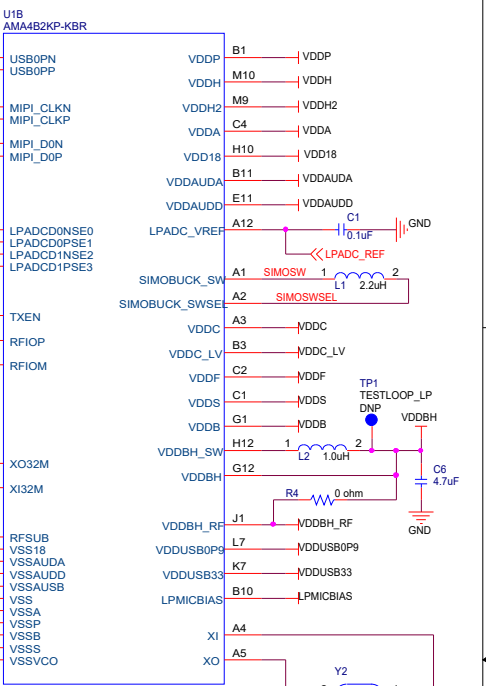 U1B
AMA4B2KP-KBR
USB0PN
USB0PP
MIPI_CLKN
MIPI_CLKP
MIPI_D0N
MIPI_D0P
LPADCD0NSE0
LPADCD0PSE1
LPADCD1NSE2
LPADCD1PSE3
TXEN
RFIOP
RFIOM
XO32M
XI32M
RFSUB
VSS18
VSSAUDA
VSSAUDD
VSSAUSB
VSS
VSSA
VSSP
VSSB
VSSS
VSSVCO
VDDP B1 VDDP
VDDH M10 VDDH
VDDH2 M9 VDDH2
VDDA C4 VDDA
VDD18 H10 VDD18
VDDAUDA B11 VDDAUDA
VDDAUDD E11 VDDAUDD
LPADC_VREF A12
C1
0.1uF
GND
LPADC_REF
SIMOBUCK_SW A1 SIMOSW 1 2
L1 2.2uH
SIMOBUCK_SWSEL A2 SIMOSWSEL
VDDC A3 VDDC
VDDC_LV B3 VDDC_LV
VDDF C2 VDDF
VDDS C1 VDDS
VDDB G1 VDDB
TP1
TESTLOOP_LP
DNP
VDDBH
VDDBH_SW H12 1 2
L2 1.0uH
VDDBH G12
C6
4.7uF
GND
R4 0 ohm
VDDBH_RF J1 VDDBH_RF
VDDUSB0P9 L7 VDDUSB0P9
VDDUSB33 K7 VDDUSB33
LPMICBIAS B10 LPMICBIAS
XI A4
XO A5
Y2